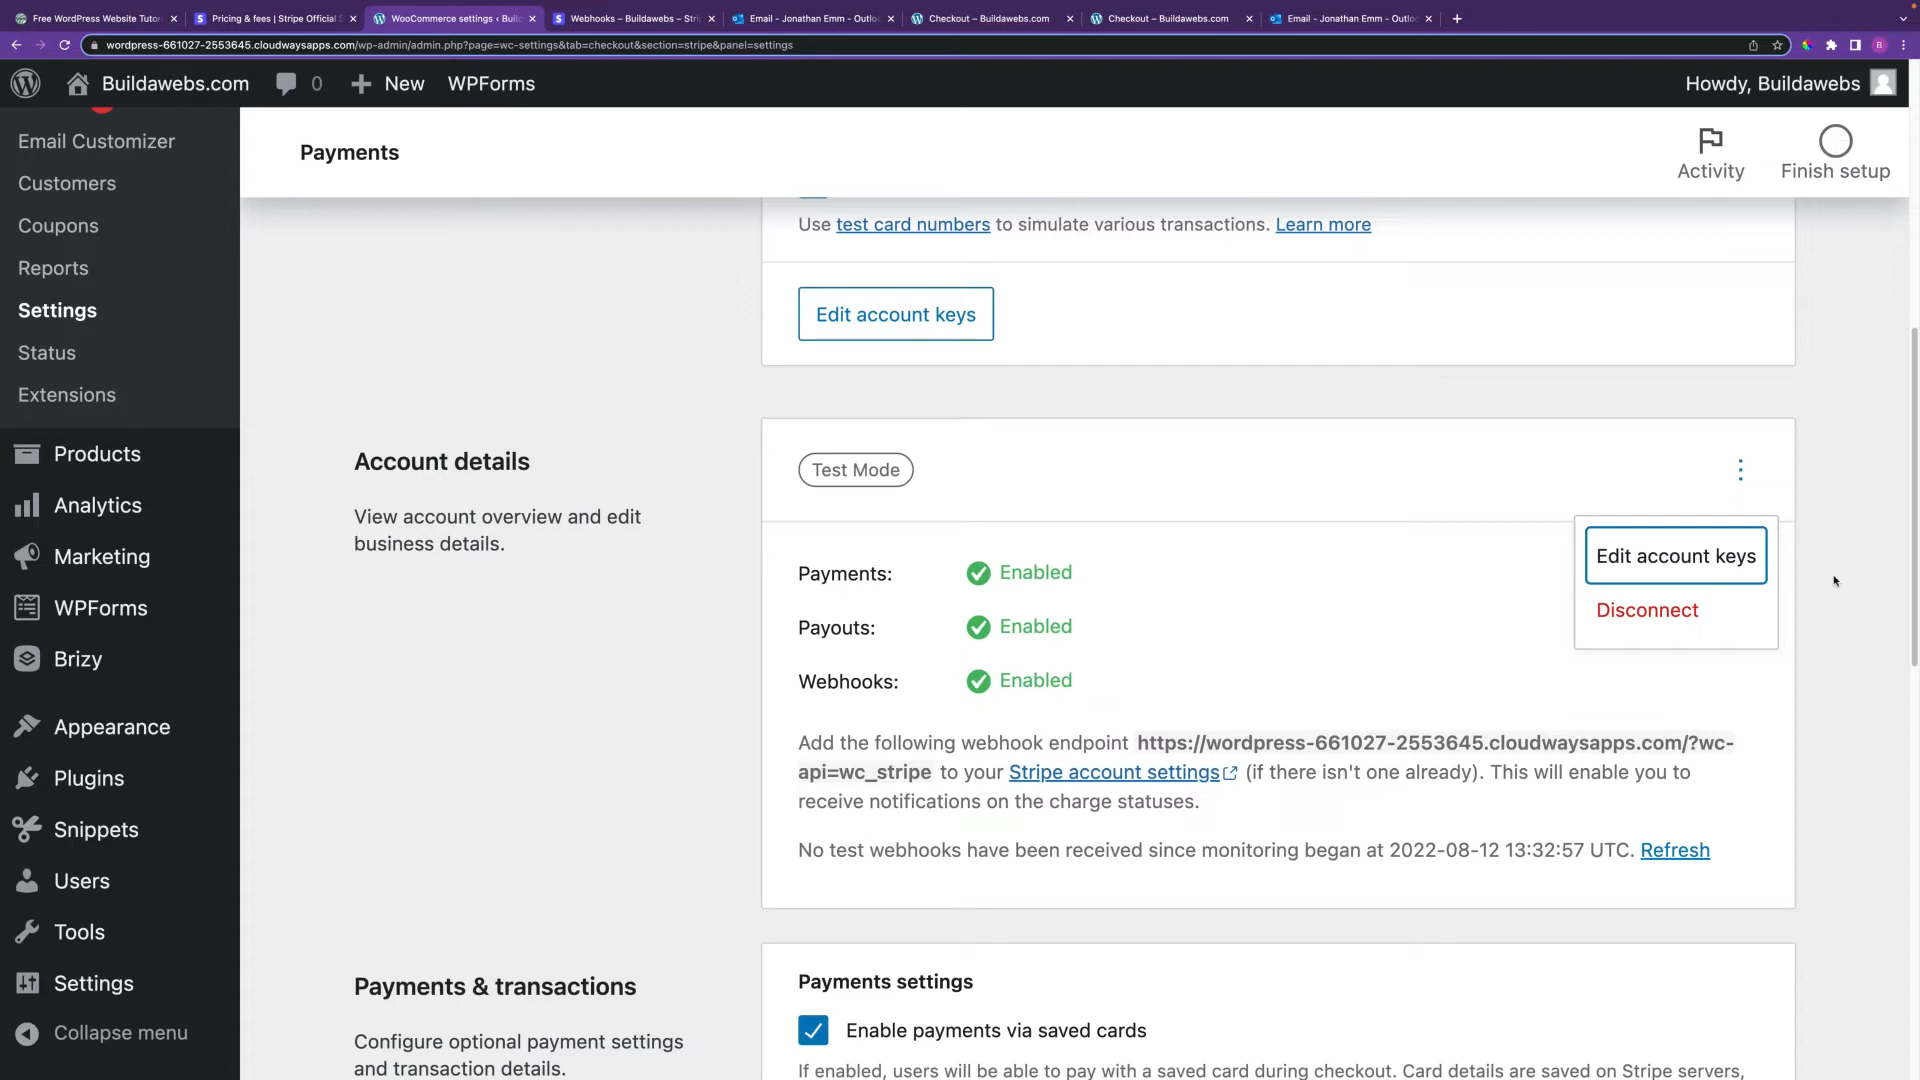 Free WordPress Website Tutor
Pricing & fees | Stripe Official
WooCommerce settings ‹ Build
Webhooks – Buildawebs – Stri
Email - Jonathan Emm - Outlo
Checkout – Buildawebs.com
Checkout – Buildawebs.com
Email - Jonathan Emm - Outlo
wordpress-661027-2553645.cloudwaysapps.com/wp-admin/admin.php?page=wc-settings&tab=checkout&section=stripe&panel=settings
B
Buildawebs.com
0
New
WPForms
Howdy, Buildawebs
Email Customizer
Customers
Coupons
Reports
Settings
Status
Extensions
Products
Analytics
Marketing
WPForms
Brizy
Appearance
Plugins
Snippets
Users
Tools
Settings
Collapse menu
Payments
Activity
Finish setup
Use test card numbers to simulate various transactions. Learn more
Edit account keys
Account details
View account overview and edit
business details.
Test Mode
Edit account keys
Disconnect
Payments: Enabled
Payouts: Enabled
Webhooks: Enabled
Add the following webhook endpoint https://wordpress-661027-2553645.cloudwaysapps.com/?wc-
api=wc_stripe to your Stripe account settings (if there isn't one already). This will enable you to
receive notifications on the charge statuses.
No test webhooks have been received since monitoring began at 2022-08-12 13:32:57 UTC. Refresh
Payments & transactions
Configure optional payment settings
and transaction details.
Payments settings
Enable payments via saved cards
If enabled, users will be able to pay with a saved card during checkout. Card details are saved on Stripe servers,